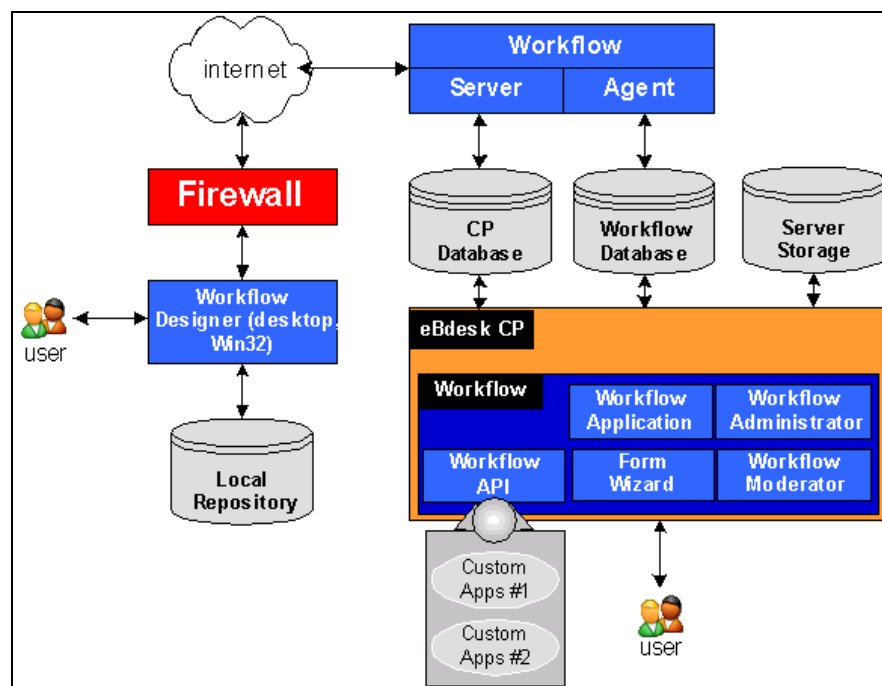 internet
Workflow
Server
Agent
Firewall
CP
Database
Workflow
Database
Server
Storage
Workflow
Designer (desktop,
Win32)
user
eBdesk CP
Workflow
Workflow
Application
Workflow
Administrator
Local
Repository
Workflow
API
Form
Wizard
Workflow
Moderator
Custom
Apps #1
Custom
Apps #2
user